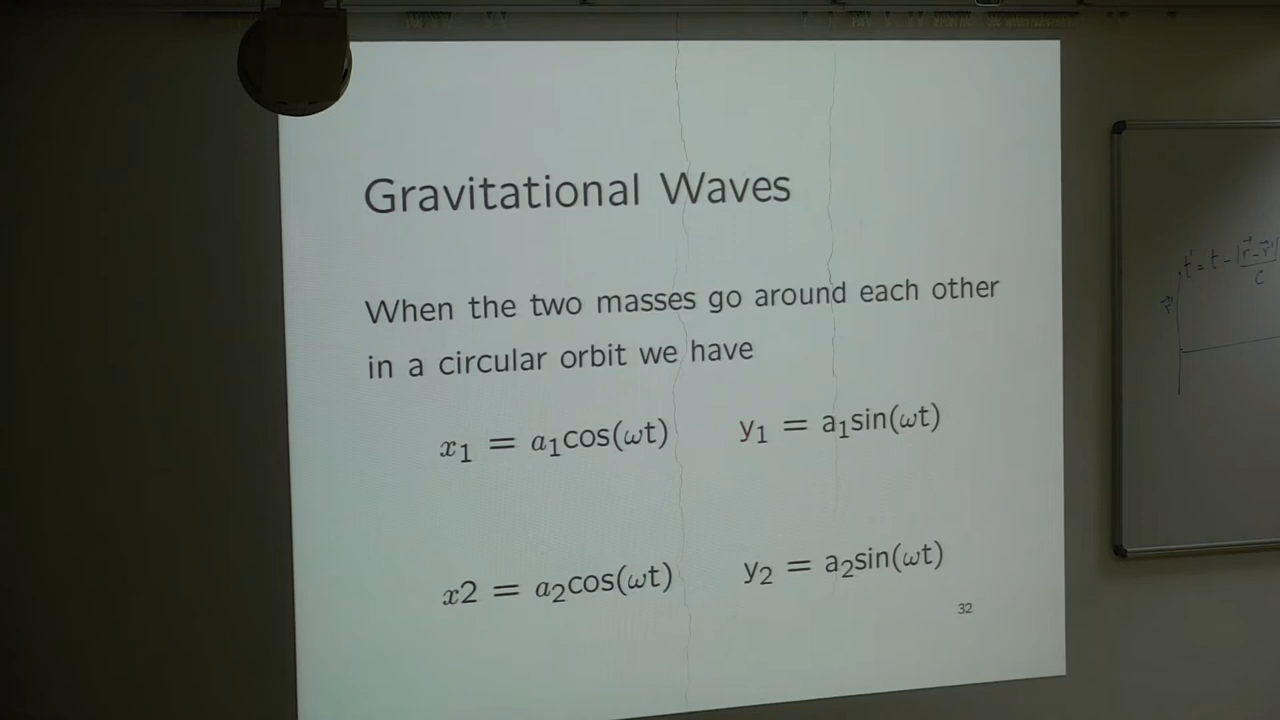 Gravitational Waves
When the two masses go around each other
in a circular orbit we have
x₁ = a₁cos(ωt) y₁ = a₁sin(ωt)
x2 = a₂cos(ωt) y₂ = a₂sin(ωt)
32
t' = t - |r⃗-r⃗'|
c